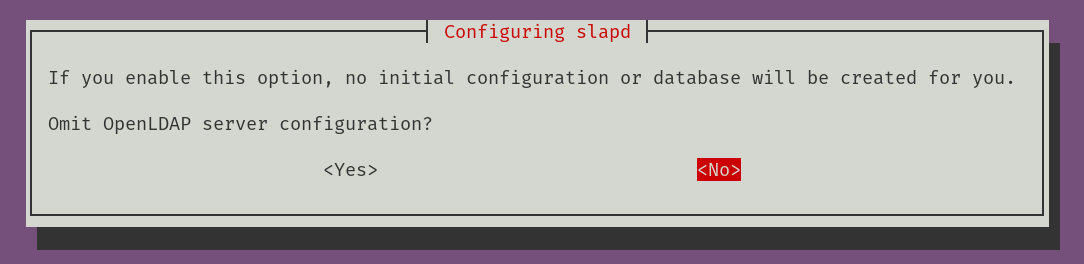 Configuring slapd
If you enable this option, no initial configuration or database will be created for you.
Omit OpenLDAP server configuration?
<Yes> <No>